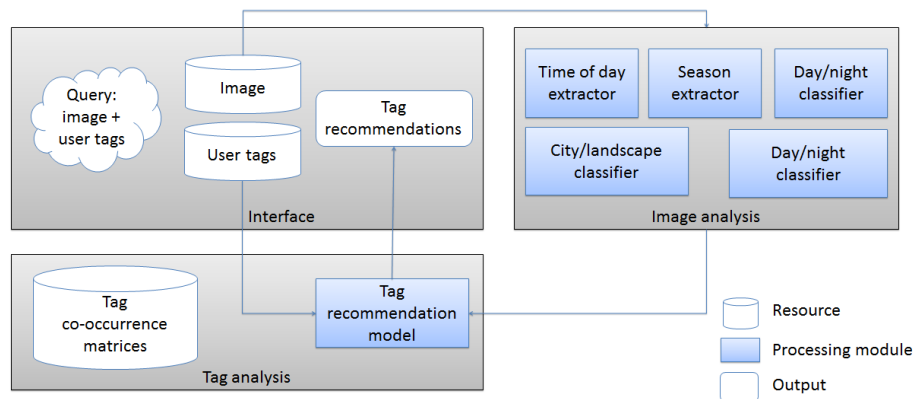 Query:
image +
user tags
Image
User tags
Tag
recommendations
Interface
Time of day
extractor
Season
extractor
Day/night
classifier
City/landscape
classifier
Day/night
classifier
Image analysis
Tag
co-occurrence
matrices
Tag
recommendation
model
Tag analysis
Resource
Processing module
Output